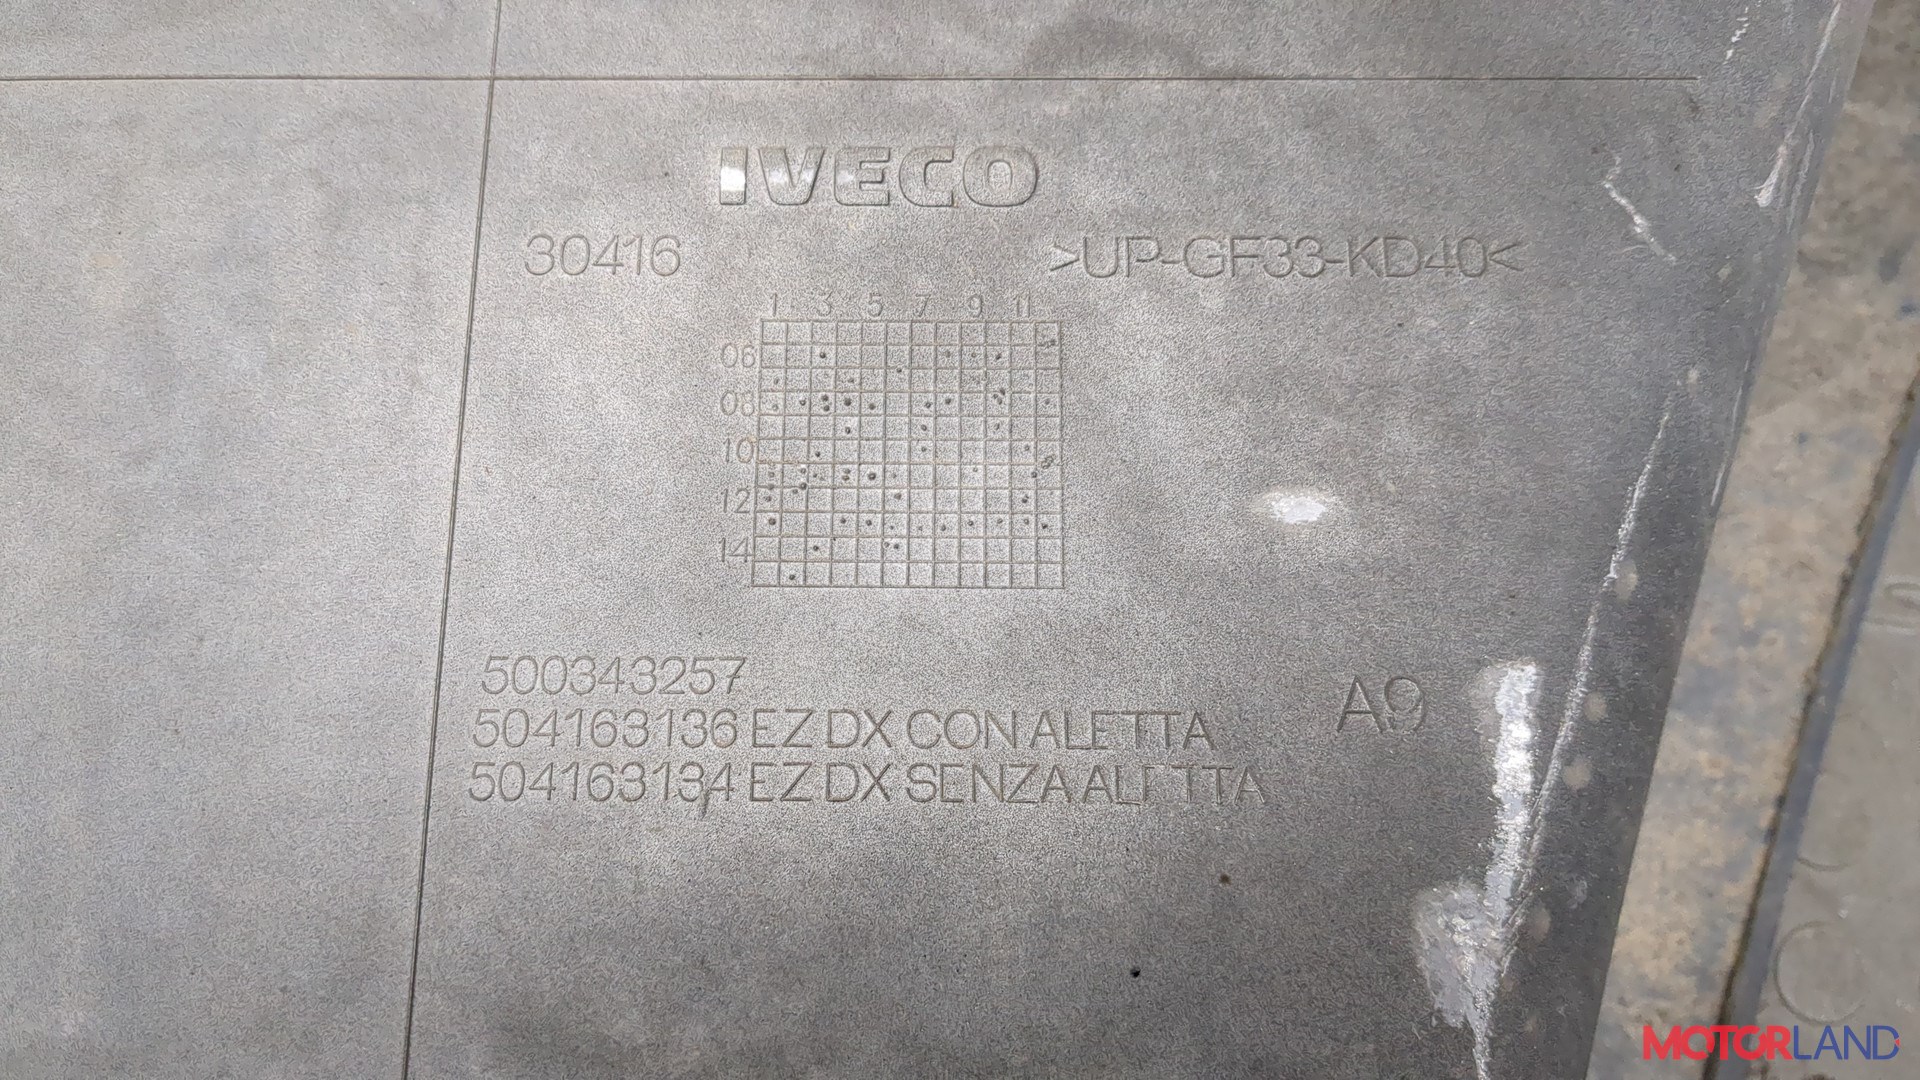 IVECO
30416
>UP-GF33-KD40<
1 3 5 7 9 11
06
08
10
12
14
500343257
504163136 EZ DX CON ALETTA
504163134 EZ DX SENZA ALETTA
A9
MOTORLAND